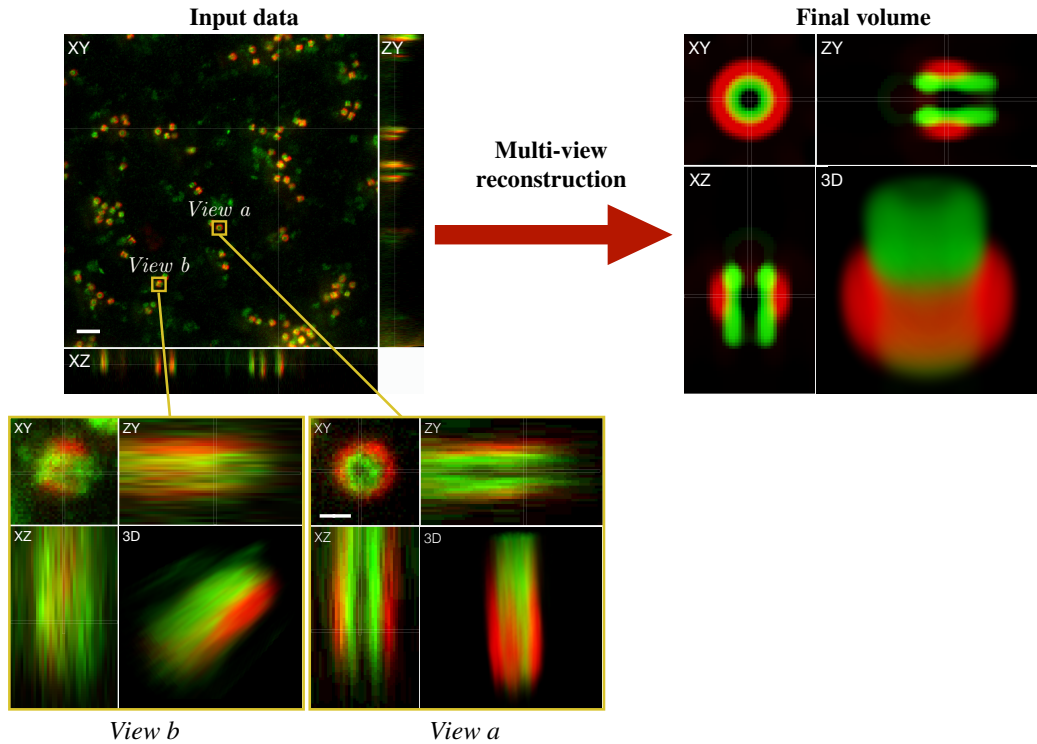 Input data
Final volume
XY
ZY
XY
ZY
Multi-view
reconstruction
XZ
3D
View a
View b
XZ
XY
ZY
XY
ZY
XZ
3D
XZ
3D
View b
View a